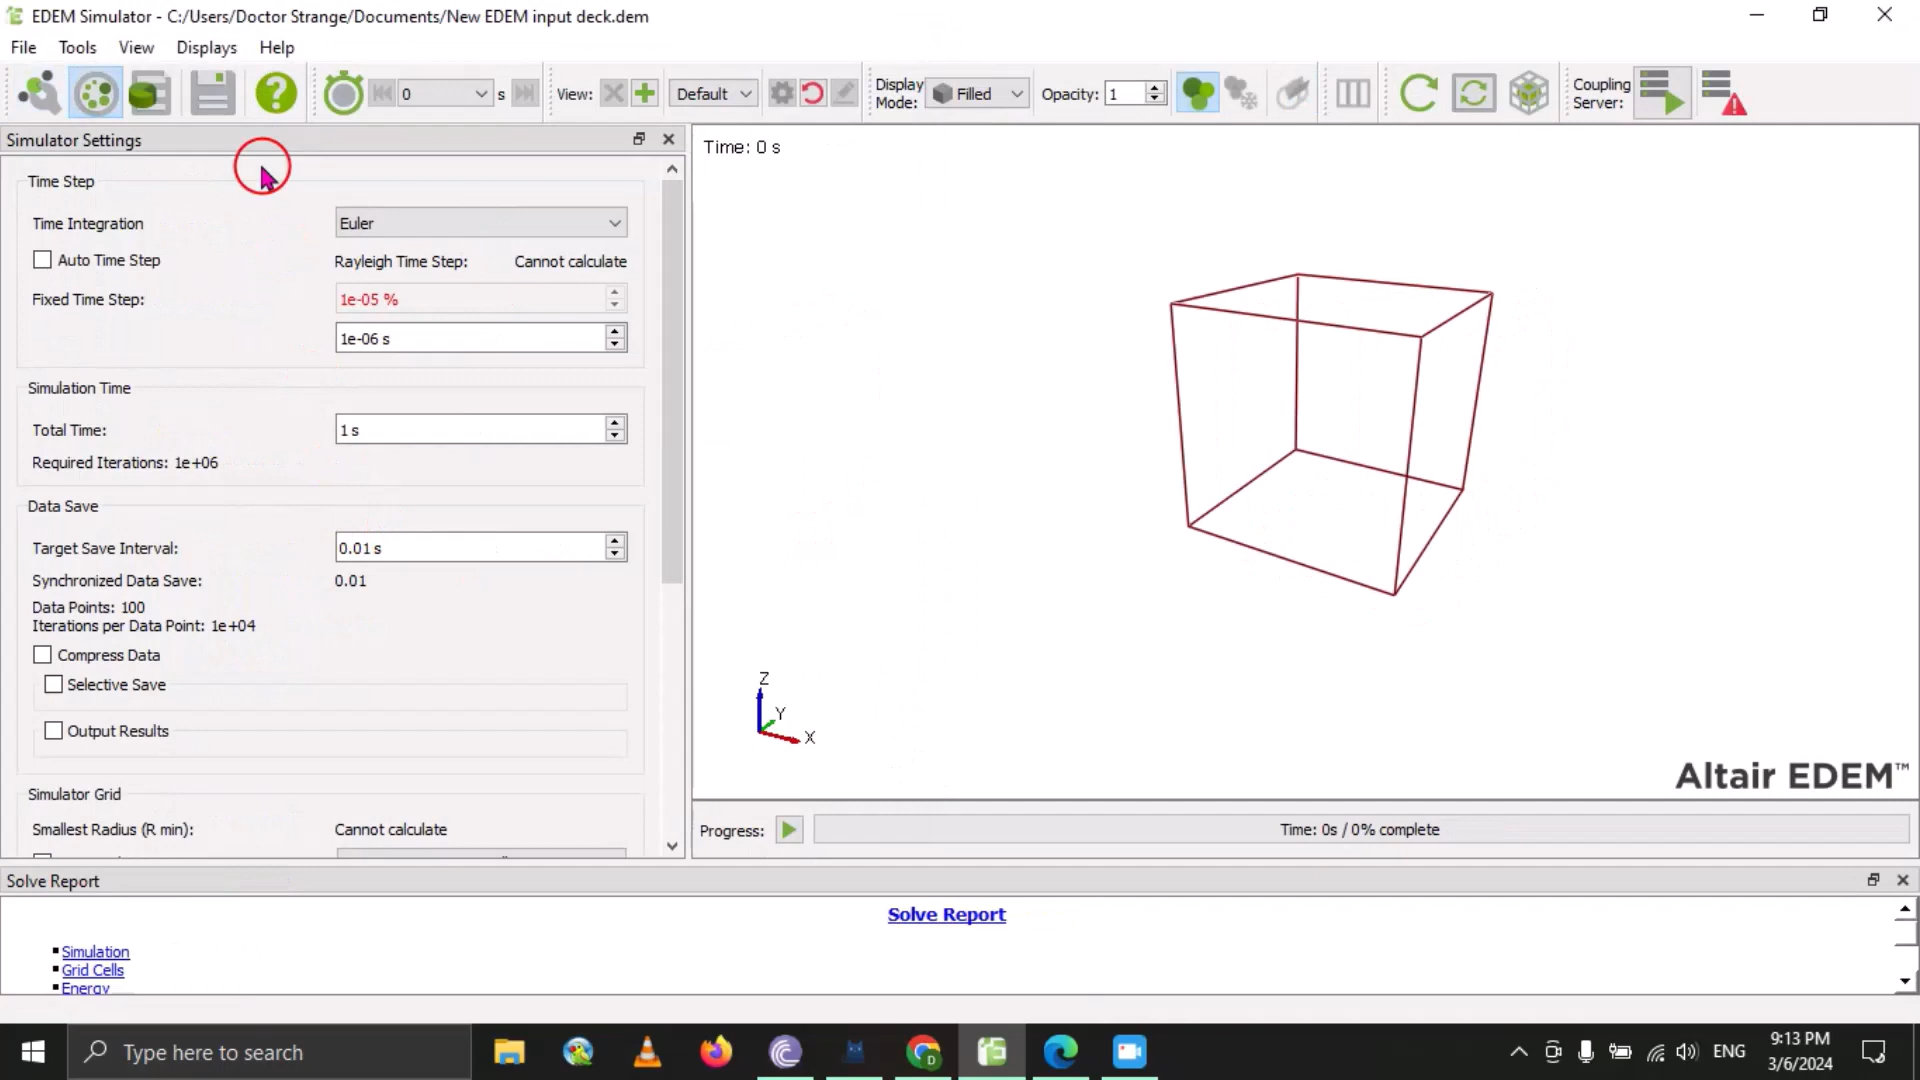 EDEM Simulator - C:/Users/Doctor Strange/Documents/New EDEM input deck.dem
File Tools View Displays Help
0 s View: Default Display Mode: Filled Opacity: 1 Coupling Server:
Simulator Settings
Time: 0 s
Time Step
Time Integration Euler
Auto Time Step Rayleigh Time Step: Cannot calculate
Fixed Time Step: 1e-05 %
1e-06 s
Simulation Time
Total Time: 1 s
Required Iterations: 1e+06
Data Save
Target Save Interval: 0.01 s
Synchronized Data Save: 0.01
Data Points: 100
Iterations per Data Point: 1e+04
Compress Data
Selective Save
Output Results
Simulator Grid
Smallest Radius (R min): Cannot calculate
Z
Y
X
Altair EDEM™
Progress: Time: 0s / 0% complete
Solve Report
Solve Report
Simulation
Grid Cells
Energy
Type here to search
ENG
9:13 PM
3/6/2024